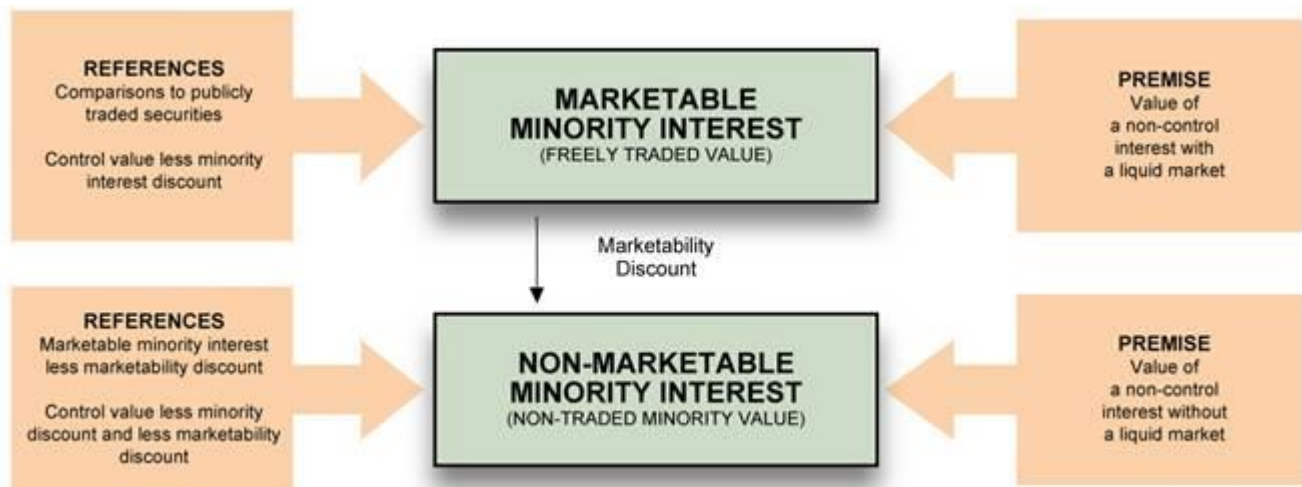 REFERENCES
Comparisons to publicly
traded securities
Control value less minority
interest discount
MARKETABLE
MINORITY INTEREST
(FREELY TRADED VALUE)
PREMISE
Value of
a non-control
interest with
a liquid market
Marketability
Discount
REFERENCES
Marketable minority interest
less marketability discount
Control value less minority
discount and less marketability
discount
NON-MARKETABLE
MINORITY INTEREST
(NON-TRADED MINORITY VALUE)
PREMISE
Value of
a non-control
interest without
a liquid market